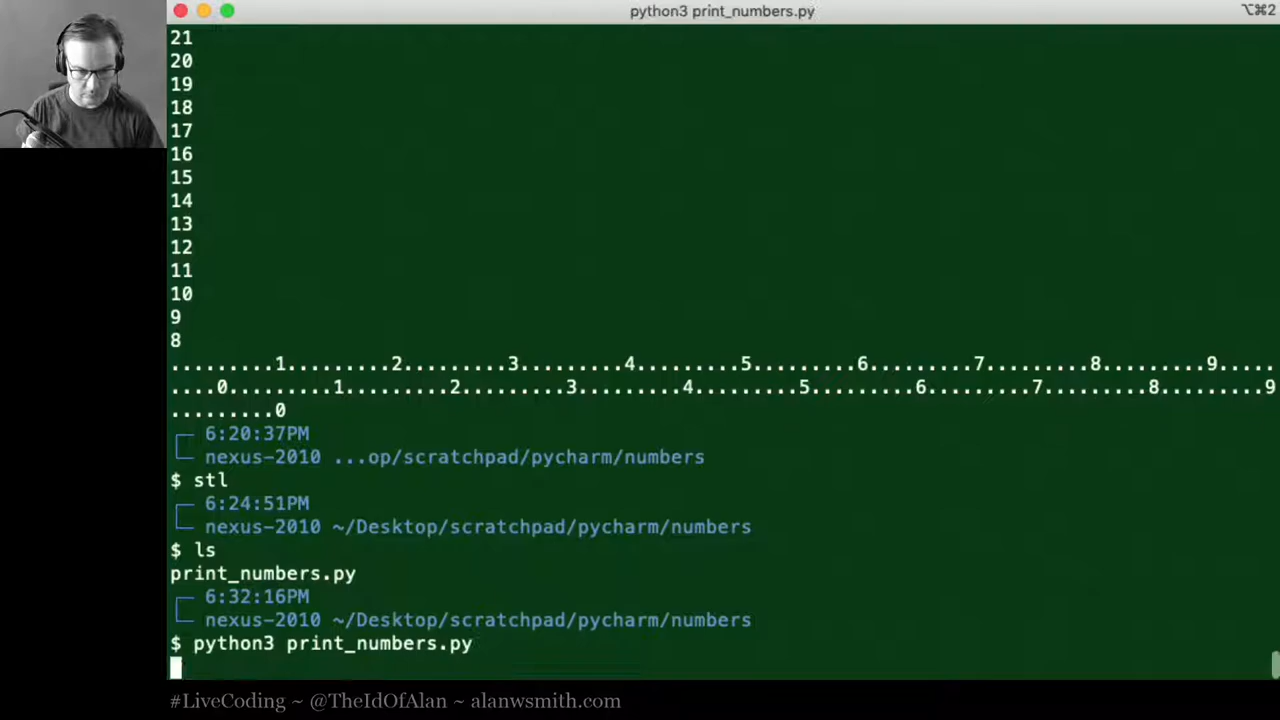 python3 print_numbers.py
⌥⌘2
21
20
19
18
17
16
15
14
13
12
11
10
9
8
.........1.........2.........3.........4.........5.........6.........7.........8.........9.....
....0.........1.........2.........3.........4.........5.........6.........7.........8.........9
.........0
6:20:37PM
nexus-2010 ...op/scratchpad/pycharm/numbers
$ stl
6:24:51PM
nexus-2010 ~/Desktop/scratchpad/pycharm/numbers
$ ls
print_numbers.py
6:32:16PM
nexus-2010 ~/Desktop/scratchpad/pycharm/numbers
$ python3 print_numbers.py
#LiveCoding ~ @TheIdOfAlan ~ alanwsmith.com